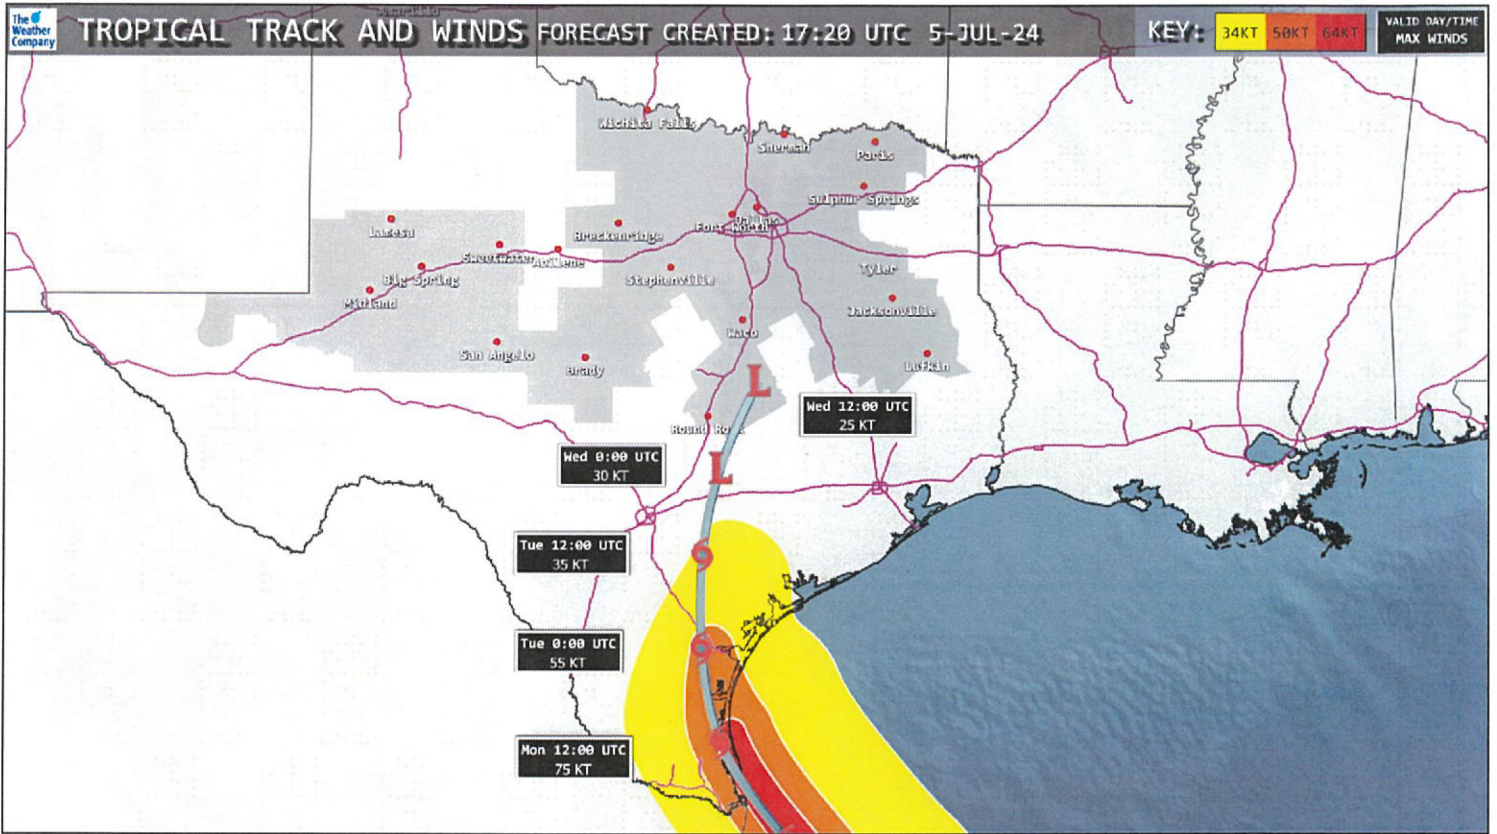 The
Weather
Company
TROPICAL TRACK AND WINDS FORECAST CREATED: 17:20 UTC 5-JUL-24
KEY: 34KT 50KT 64KT
VALID DAY/TIME
MAX WINDS
Amarillo
Wichita Falls
Sherman
Paris
Sulphur Springs
Lamesa
Breckenridge
Fort Worth
Dallas
Sweetwater
Abilene
Big Spring
Stephenville
Tyler
Midland
Jacksonville
Waco
San Angelo
Brady
Lufkin
L
Wed 12:00 UTC
25 KT
Round Rock
Wed 0:00 UTC
30 KT
L
Tue 12:00 UTC
35 KT
Tue 0:00 UTC
55 KT
Mon 12:00 UTC
75 KT